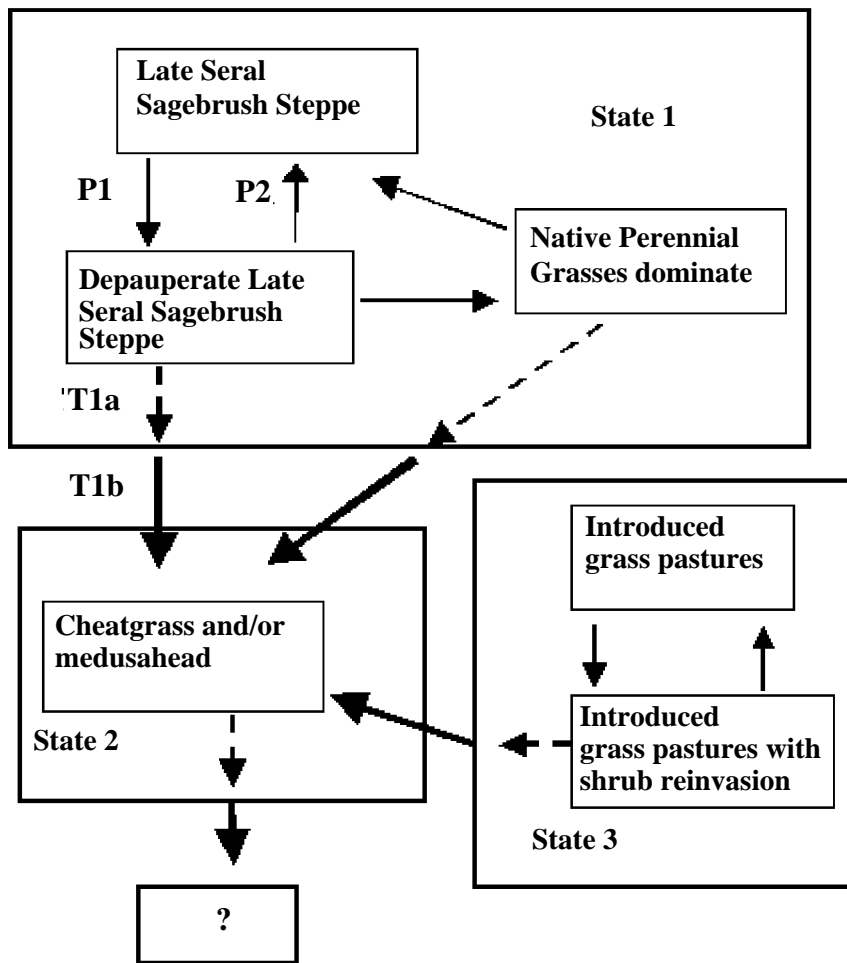 Late Seral
Sagebrush Steppe
State 1
P1
P2
Native Perennial
Grasses dominate
Depauperate Late
Seral Sagebrush
Steppe
T1a
T1b
Introduced
grass pastures
Cheatgrass and/or
medusahead
State 2
Introduced
grass pastures with
shrub reinvasion
State 3
?